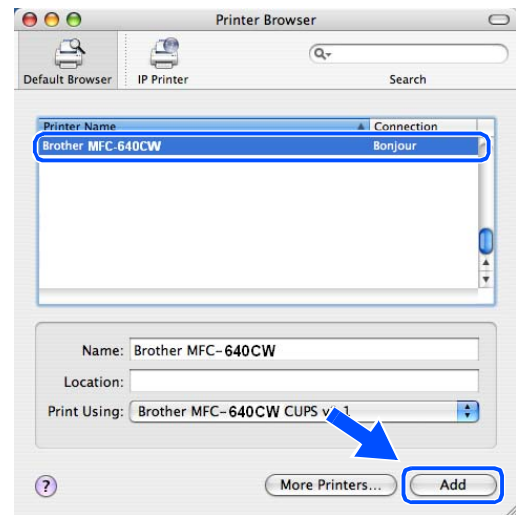 Printer Browser
Default Browser IP Printer Search
Printer Name Connection
Brother MFC-640CW Bonjour
Name: Brother MFC-640CW
Location:
Print Using: Brother MFC-640CW CUPS
? More Printers... Add